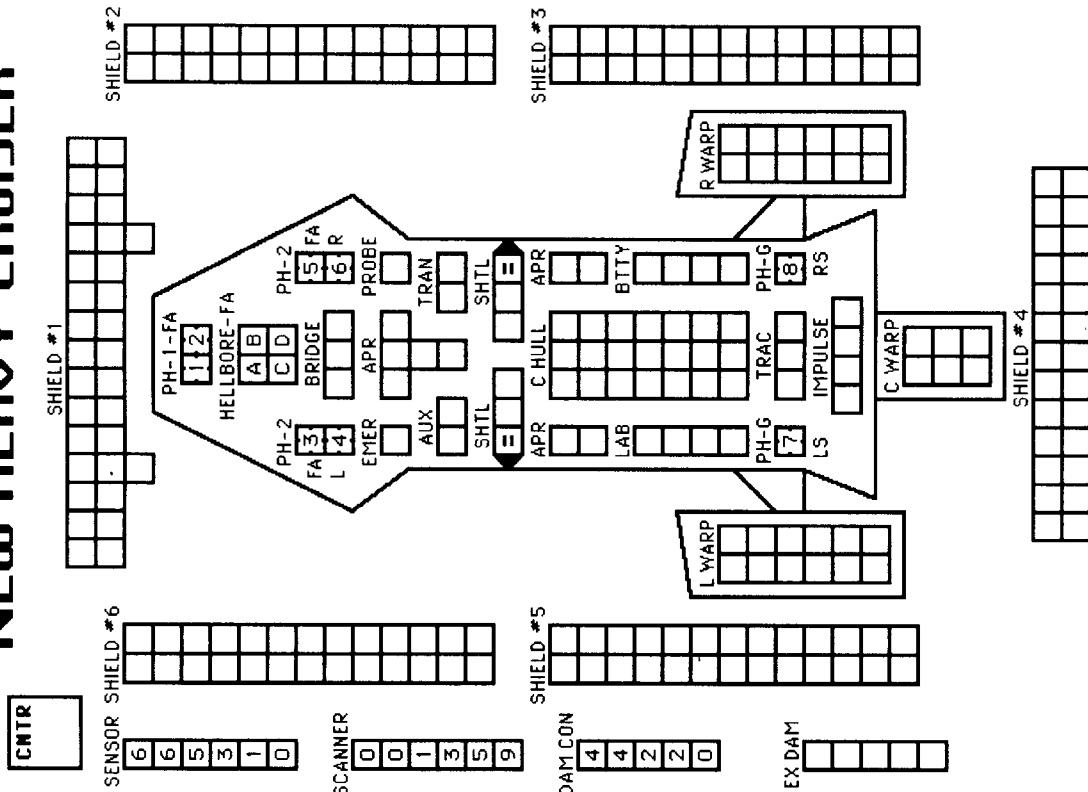 NEW HEAVY CRUISER
CNTR
SHIELD #1
SHIELD #2
SHIELD #3
SHIELD #4
SHIELD #5
SHIELD #6
SENSOR
6 6 5 3 1 0
SCANNER
0 0 1 3 5 9
DAM CON
4 4 2 2 0
EX DAM
PH-1-FA
1 2
HELLBORE-FA
A B
C D
PH-2
3 FA
4 L
PH-2
5 FA
6 R
BRIDGE
EMER
PROBE
APR
AUX
TRAN
SHTL
=
SHTL
=
APR
C HULL
APR
LAB
BTTY
PH-G
7
LS
TRAC
PH-G
8
RS
IMPULSE
L WARP
R WARP
C WARP